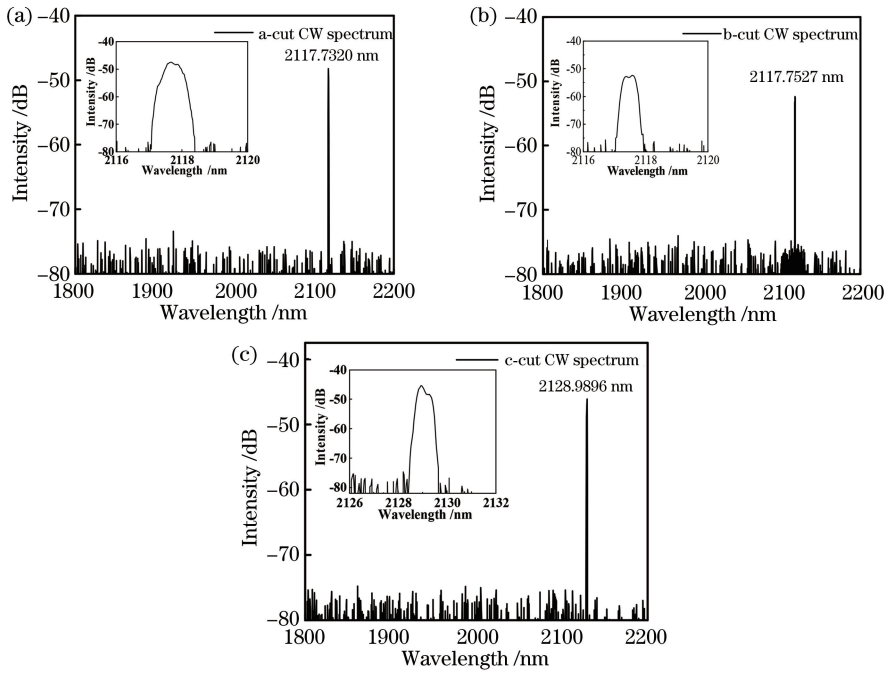 (a)
−40
−50
−60
−70
−80
Intensity /dB
1800
1900
2000
2100
2200
Wavelength /nm
a-cut CW spectrum
2117.7320 nm
-40
-50
-60
-70
-80
Intensity /dB
2116
2118
2120
Wavelength /nm
(b)
−40
−50
−60
−70
−80
Intensity /dB
1800
1900
2000
2100
2200
Wavelength /nm
b-cut CW spectrum
2117.7527 nm
-40
-50
-60
-70
-80
Intensity /dB
2116
2118
2120
Wavelength /nm
(c)
−40
−50
−60
−70
−80
Intensity /dB
1800
1900
2000
2100
2200
Wavelength /nm
c-cut CW spectrum
2128.9896 nm
-40
-50
-60
-70
-80
Intensity /dB
2126
2128
2130
2132
Wavelength /nm